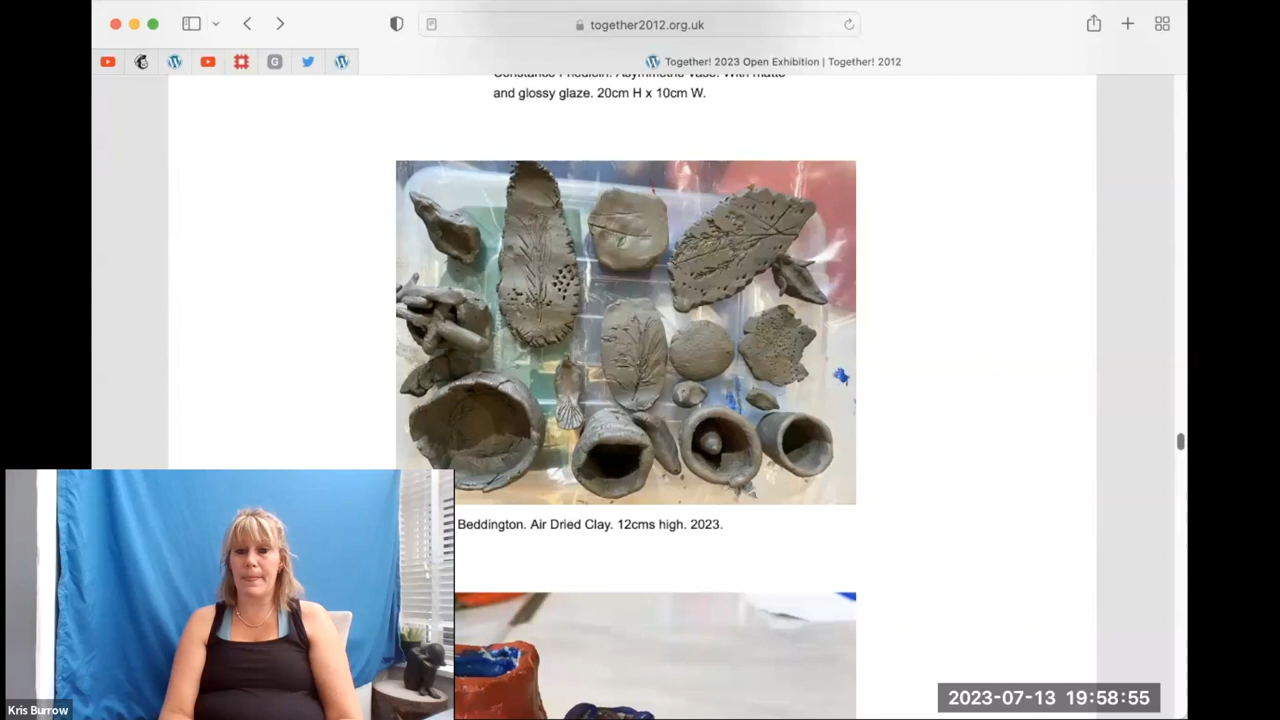 together2012.org.uk
Together! 2023 Open Exhibition | Together! 2012
and glossy glaze. 20cm H x 10cm W.
Beddington. Air Dried Clay. 12cms high. 2023.
Kris Burrow
2023-07-13 19:58:55